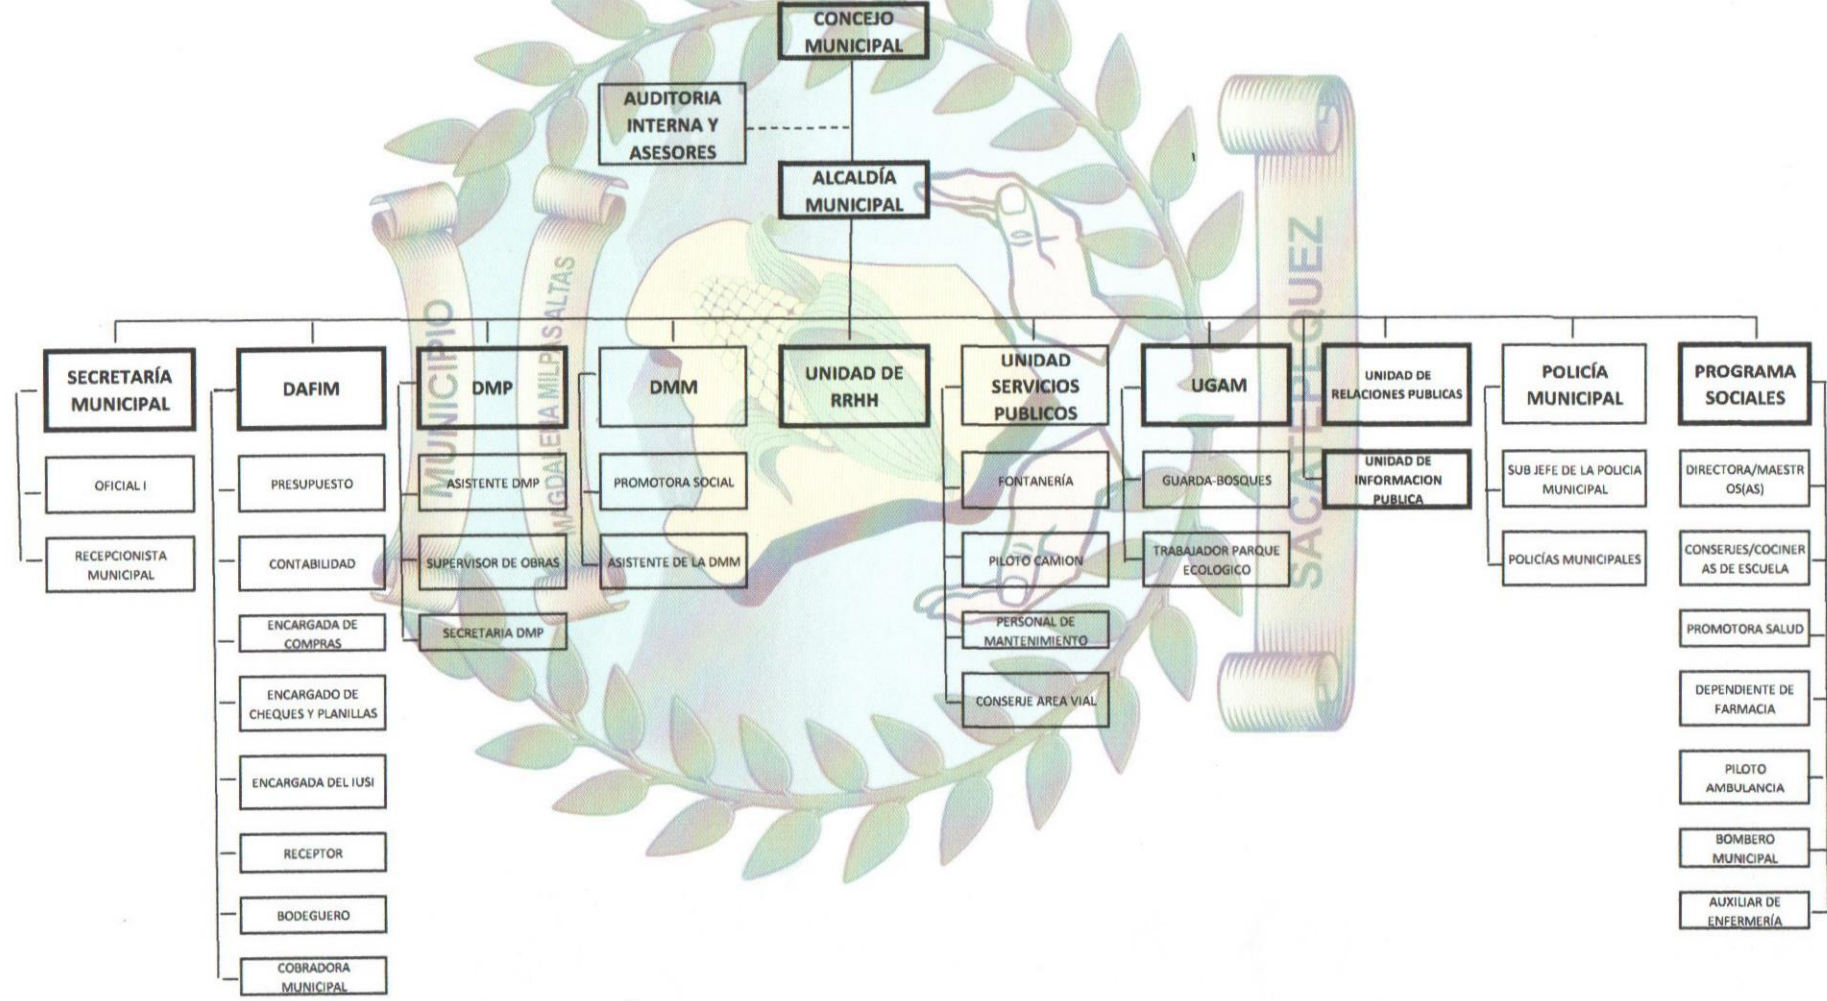 CONCEJO
MUNICIPAL
AUDITORIA
INTERNA Y
ASESORES
ALCALDÍA
MUNICIPAL
MUNICIPIO
MAGDALENA MILPAS ALTAS
SACATEPEQUEZ
SECRETARÍA
MUNICIPAL
OFICIAL I
RECEPCIONISTA
MUNICIPAL
DAFIM
PRESUPUESTO
CONTABILIDAD
ENCARGADA DE
COMPRAS
ENCARGADO DE
CHEQUES Y PLANILLAS
ENCARGADA DEL IUSI
RECEPTOR
BODEGUERO
COBRADORA
MUNICIPAL
DMP
ASISTENTE DMP
SUPERVISOR DE OBRAS
SECRETARIA DMP
DMM
PROMOTORA SOCIAL
ASISTENTE DE LA DMM
UNIDAD DE
RRHH
UNIDAD
SERVICIOS
PUBLICOS
FONTANERÍA
PILOTO CAMION
PERSONAL DE
MANTENIMIENTO
CONSERJE AREA VIAL
UGAM
GUARDA-BOSQUES
TRABAJADOR PARQUE
ECOLOGICO
UNIDAD DE
RELACIONES PUBLICAS
UNIDAD DE
INFORMACION
PUBLICA
POLICÍA
MUNICIPAL
SUB JEFE DE LA POLICIA
MUNICIPAL
POLICÍAS MUNICIPALES
PROGRAMA
SOCIALES
DIRECTORA/MAESTR
OS(AS)
CONSERJES/COCINER
AS DE ESCUELA
PROMOTORA SALUD
DEPENDIENTE DE
FARMACIA
PILOTO
AMBULANCIA
BOMBERO
MUNICIPAL
AUXILIAR DE
ENFERMERÍA